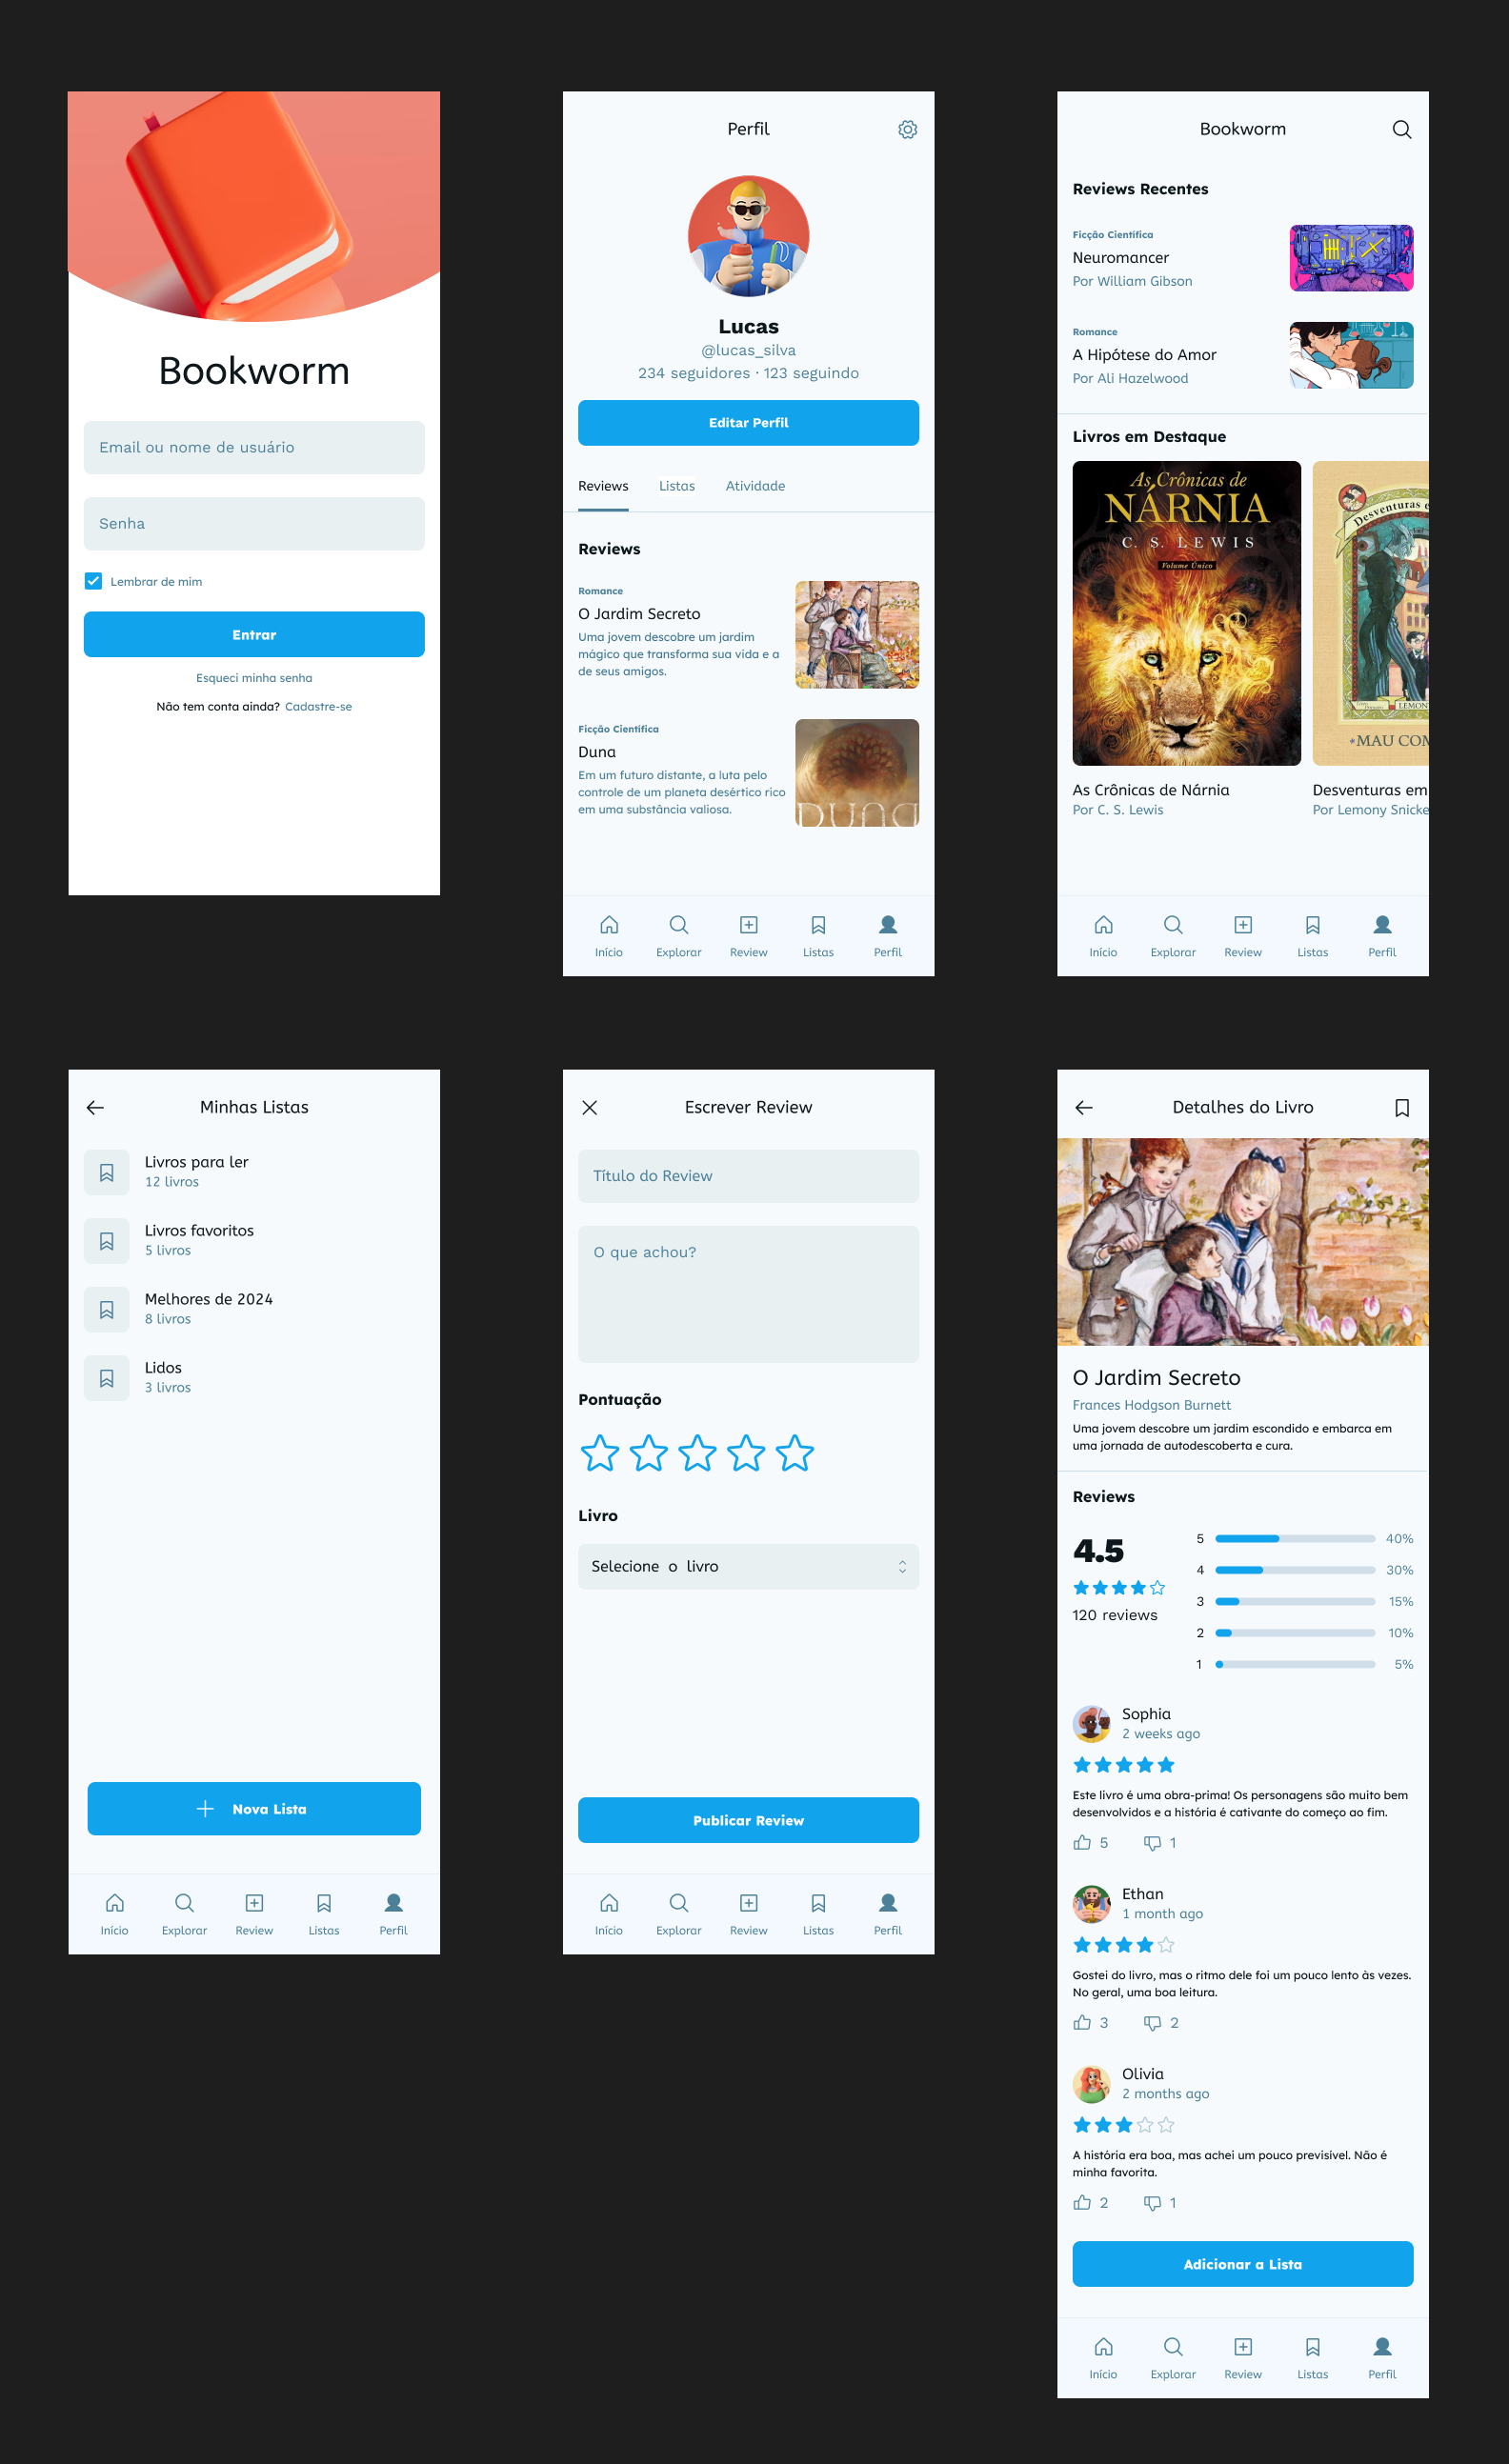 Bookworm
Email ou nome de usuário
Senha
Lembrar de mim
Entrar
Esqueci minha senha
Não tem conta ainda? Cadastre-se
Perfil
Lucas
@lucas_silva
234 seguidores · 123 seguindo
Editar Perfil
Reviews Listas Atividade
Reviews
Romance
O Jardim Secreto
Uma jovem descobre um jardim
mágico que transforma sua vida e a
de seus amigos.
Ficção Científica
Duna
Em um futuro distante, a luta pelo
controle de um planeta desértico rico
em uma substância valiosa.
DUNA
Início Explorar Review Listas Perfil
Bookworm
Reviews Recentes
Ficção Científica
Neuromancer
Por William Gibson
Romance
A Hipótese do Amor
Por Ali Hazelwood
Livros em Destaque
As Crônicas de
NÁRNIA
C. S. LEWIS
Volume Único
Desventuras e
LEMON
MAU COM
As Crônicas de Nárnia
Por C. S. Lewis
Desventuras em
Por Lemony Snicke
Início Explorar Review Listas Perfil
Minhas Listas
Livros para ler
12 livros
Livros favoritos
5 livros
Melhores de 2024
8 livros
Lidos
3 livros
Nova Lista
Início Explorar Review Listas Perfil
Escrever Review
Título do Review
O que achou?
Pontuação
Livro
Selecione o livro
Publicar Review
Início Explorar Review Listas Perfil
Detalhes do Livro
O Jardim Secreto
Frances Hodgson Burnett
Uma jovem descobre um jardim escondido e embarca em
uma jornada de autodescoberta e cura.
Reviews
4.5
120 reviews
5 40%
4 30%
3 15%
2 10%
1 5%
Sophia
2 weeks ago
Este livro é uma obra-prima! Os personagens são muito bem
desenvolvidos e a história é cativante do começo ao fim.
5 1
Ethan
1 month ago
Gostei do livro, mas o ritmo dele foi um pouco lento às vezes.
No geral, uma boa leitura.
3 2
Olivia
2 months ago
A história era boa, mas achei um pouco previsível. Não é
minha favorita.
2 1
Adicionar a Lista
Início Explorar Review Listas Perfil